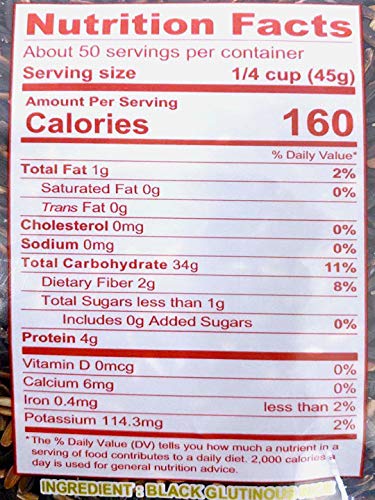 Nutrition Facts
About 50 servings per container
Serving size 1/4 cup (45g)
Amount Per Serving
Calories 160
% Daily Value*
Total Fat 1g 2%
Saturated Fat 0g 0%
Trans Fat 0g
Cholesterol 0mg 0%
Sodium 0mg 0%
Total Carbohydrate 34g 11%
Dietary Fiber 2g 8%
Total Sugars less than 1g
Includes 0g Added Sugars 0%
Protein 4g
Vitamin D 0mcg 0%
Calcium 6mg 0%
Iron 0.4mg less than 2%
Potassium 114.3mg 2%
*The % Daily Value (DV) tells you how much a nutrient in a
serving of food contributes to a daily diet. 2,000 calories a
day is used for general nutrition advice.
INGREDIENT : BLACK GLUTINOUS